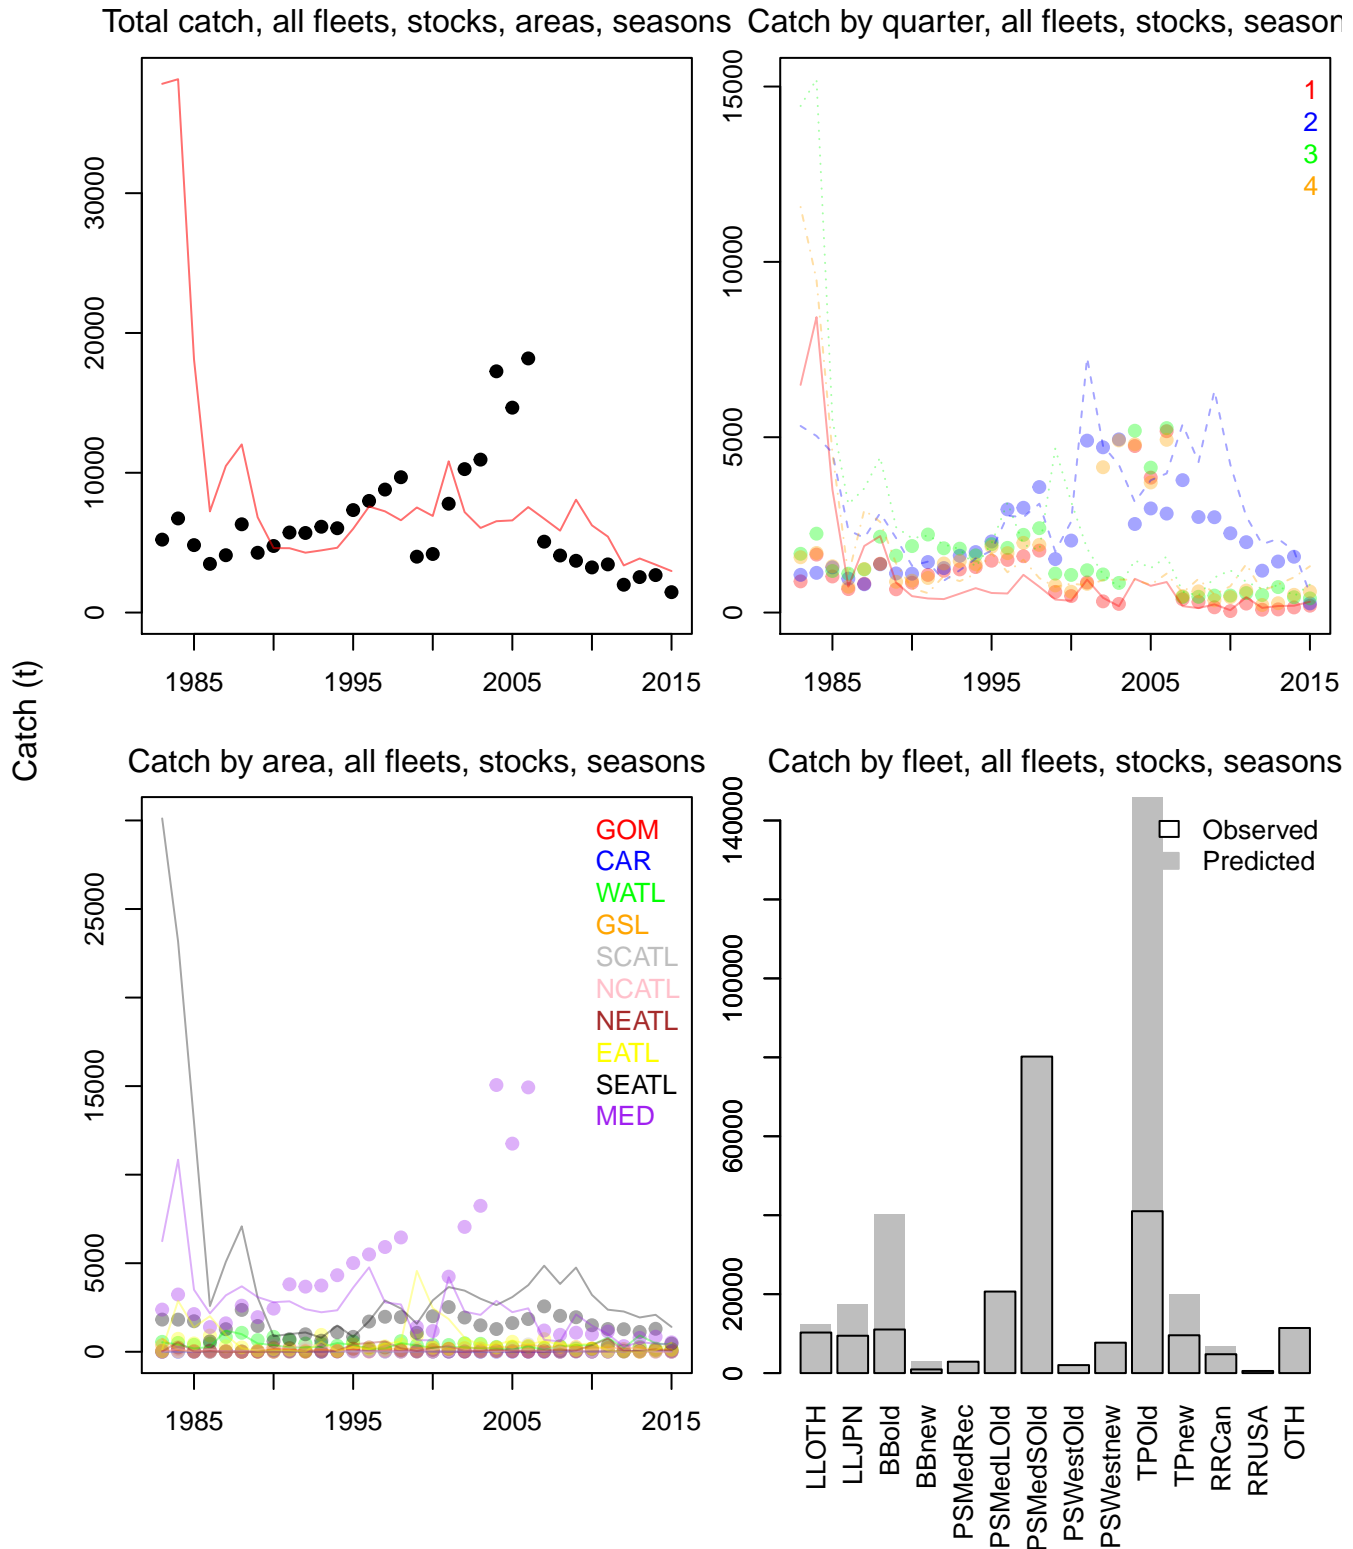 Total catch, all fleets, stocks, areas, seasons
0 10000 20000 30000
1985 1995 2005 2015
Catch by quarter, all fleets, stocks, season
0 5000 10000 15000
1
2
3
4
1985 1995 2005 2015
Catch (t)
Catch by area, all fleets, stocks, seasons
0 5000 15000 25000
GOM
CAR
WATL
GSL
SCATL
NCATL
NEATL
EATL
SEATL
MED
1985 1995 2005 2015
Catch by fleet, all fleets, stocks, seasons
0 20000 60000 100000 140000
Observed
Predicted
LLOTH
LLJPN
BBold
BBnew
PSMedRec
PSMedLOld
PSMedSOld
PSWestOld
PSWestnew
TPOld
TPnew
RRCan
RRUSA
OTH